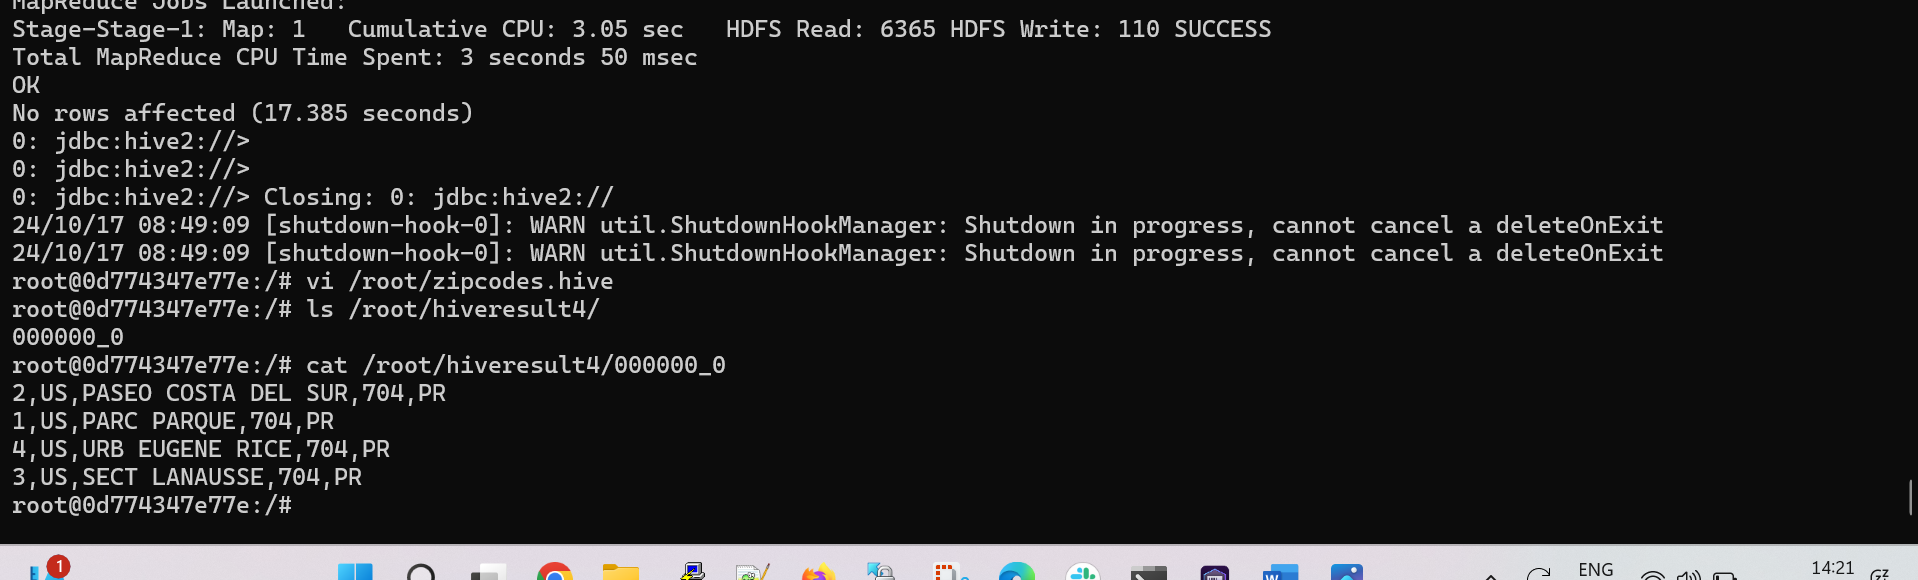 MapReduce Jobs Launched:
Stage-Stage-1: Map: 1   Cumulative CPU: 3.05 sec   HDFS Read: 6365 HDFS Write: 110 SUCCESS
Total MapReduce CPU Time Spent: 3 seconds 50 msec
OK
No rows affected (17.385 seconds)
0: jdbc:hive2://>
0: jdbc:hive2://>
0: jdbc:hive2://> Closing: 0: jdbc:hive2://
24/10/17 08:49:09 [shutdown-hook-0]: WARN util.ShutdownHookManager: Shutdown in progress, cannot cancel a deleteOnExit
24/10/17 08:49:09 [shutdown-hook-0]: WARN util.ShutdownHookManager: Shutdown in progress, cannot cancel a deleteOnExit
root@0d774347e77e:/# vi /root/zipcodes.hive
root@0d774347e77e:/# ls /root/hiveresult4/
000000_0
root@0d774347e77e:/# cat /root/hiveresult4/000000_0
2,US,PASEO COSTA DEL SUR,704,PR
1,US,PARC PARQUE,704,PR
4,US,URB EUGENE RICE,704,PR
3,US,SECT LANAUSSE,704,PR
root@0d774347e77e:/#
1
W
ENG
14:21